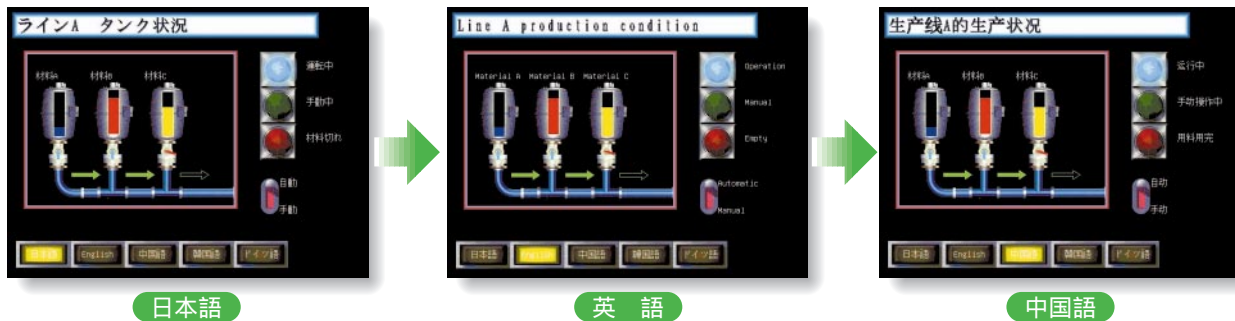 ラインA タンク状況
材料A 材料B 材料C
運転中
手動中
材料切れ
自動
手動
日本語 English 中国語 韓国語 ドイツ語
日本語
Line A production condition
Material A Material B Material C
Operation
Manual
Empty
Automatic
Manual
日本語 English 中国語 韓国語 ドイツ語
英 語
生产线A的生产状况
材料A 材料B 材料C
运行中
手动操作中
用料用完
自动
手动
日本語 English 中国語 韓国語 ドイツ語
中国語